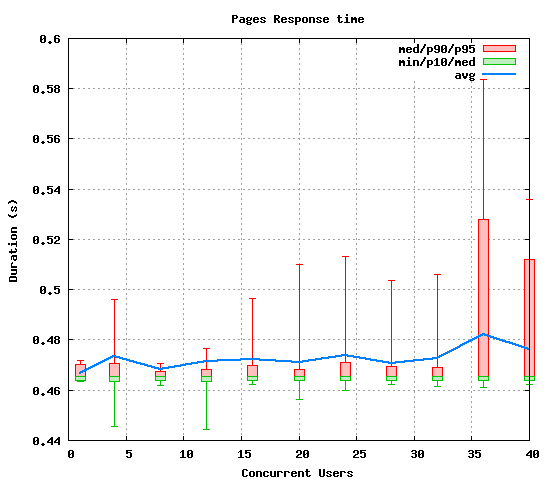 Pages Response time
med/p90/p95
min/p10/med
avg
0.6
0.58
0.56
0.54
0.52
0.5
0.48
0.46
0.44
Duration (s)
0 5 10 15 20 25 30 35 40
Concurrent Users